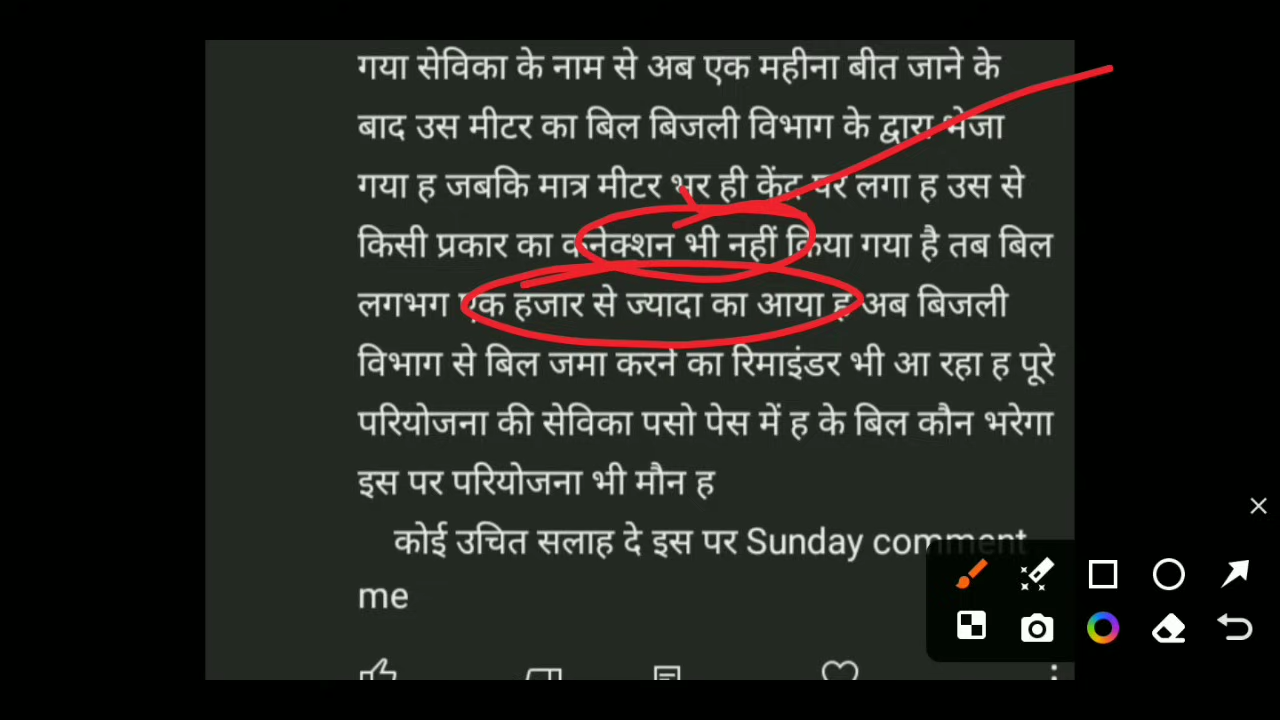 गया सेविका के नाम से अब एक महीना बीत जाने के
बाद उस मीटर का बिल बिजली विभाग के द्वारा भेजा
गया ह जबकि मात्र मीटर भर ही केंद पर लगा ह उस से
किसी प्रकार का कनेक्शन भी नहीं किया गया है तब बिल
लगभग एक हजार से ज्यादा का आया ह अब बिजली
विभाग से बिल जमा करने का रिमाइंडर भी आ रहा ह पूरे
परियोजना की सेविका पसो पेस में ह के बिल कौन भरेगा
इस पर परियोजना भी मौन ह
कोई उचित सलाह दे इस पर Sunday comment
me